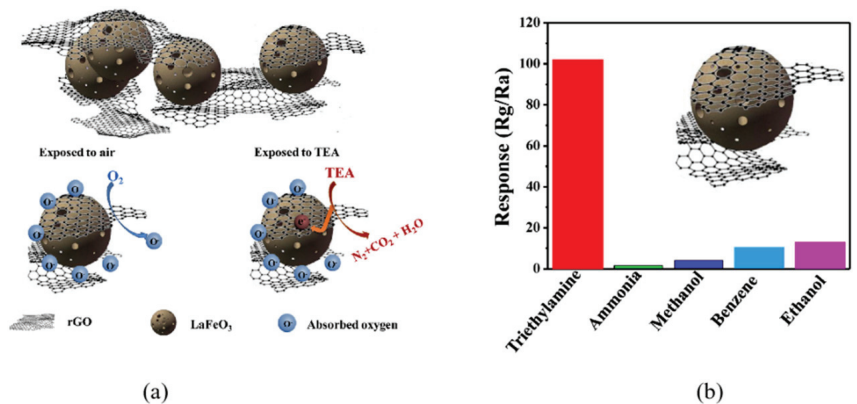 Exposed to air
Exposed to TEA
O₂
O⁻
O⁻
O⁻
O⁻
O⁻
O⁻
O⁻
O⁻
TEA
O⁻
O⁻
O⁻
O⁻
O⁻
O⁻
O⁻
N₂+CO₂+H₂O
rGO
LaFeO₃
O⁻
Absorbed oxygen
(a)
Response (Rg/Ra)
120
100
80
60
40
20
0
Triethylamine
Ammonia
Methanol
Benzene
Ethanol
(b)